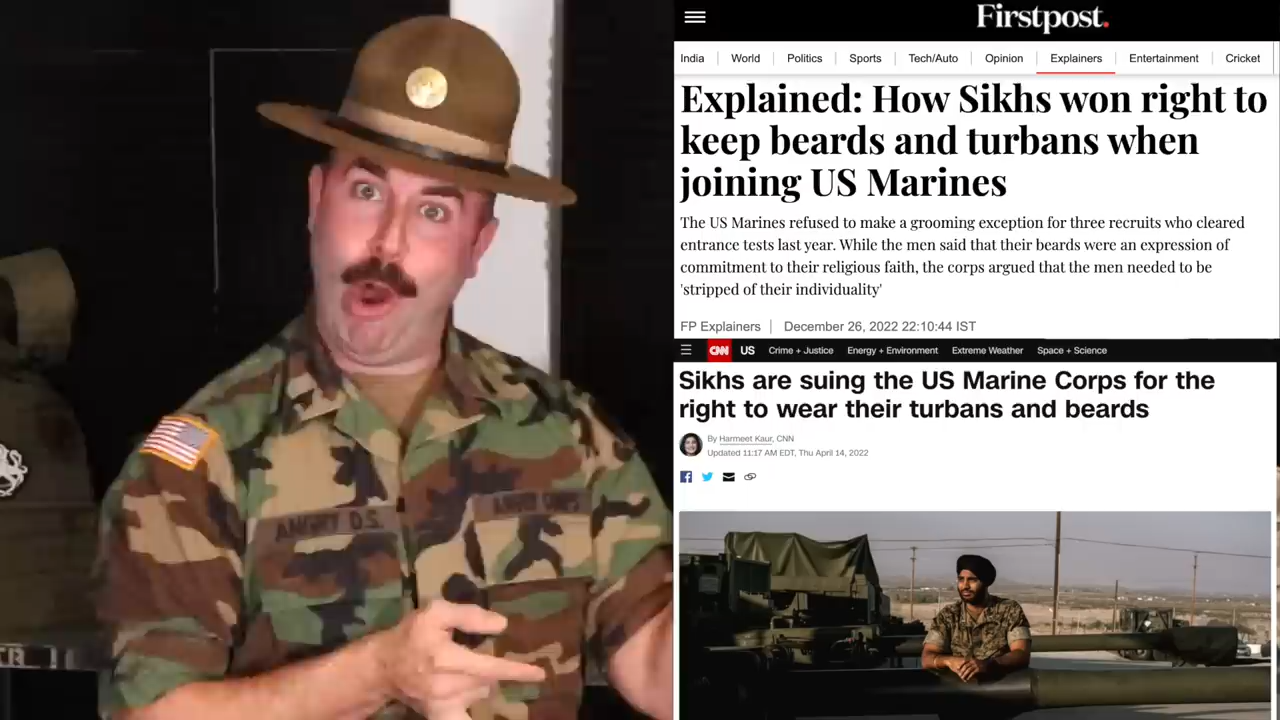 ANGRY D.S.
Firstpost.
India World Politics Sports Tech/Auto Opinion Explainers Entertainment Cricket
Explained: How Sikhs won right to
keep beards and turbans when
joining US Marines
The US Marines refused to make a grooming exception for three recruits who cleared
entrance tests last year. While the men said that their beards were an expression of
commitment to their religious faith, the corps argued that the men needed to be
'stripped of their individuality'
FP Explainers | December 26, 2022 22:10:44 IST
CNN US Crime + Justice Energy + Environment Extreme Weather Space + Science
Sikhs are suing the US Marine Corps for the
right to wear their turbans and beards
By Harmeet Kaur, CNN
Updated 11:17 AM EDT, Thu April 14, 2022